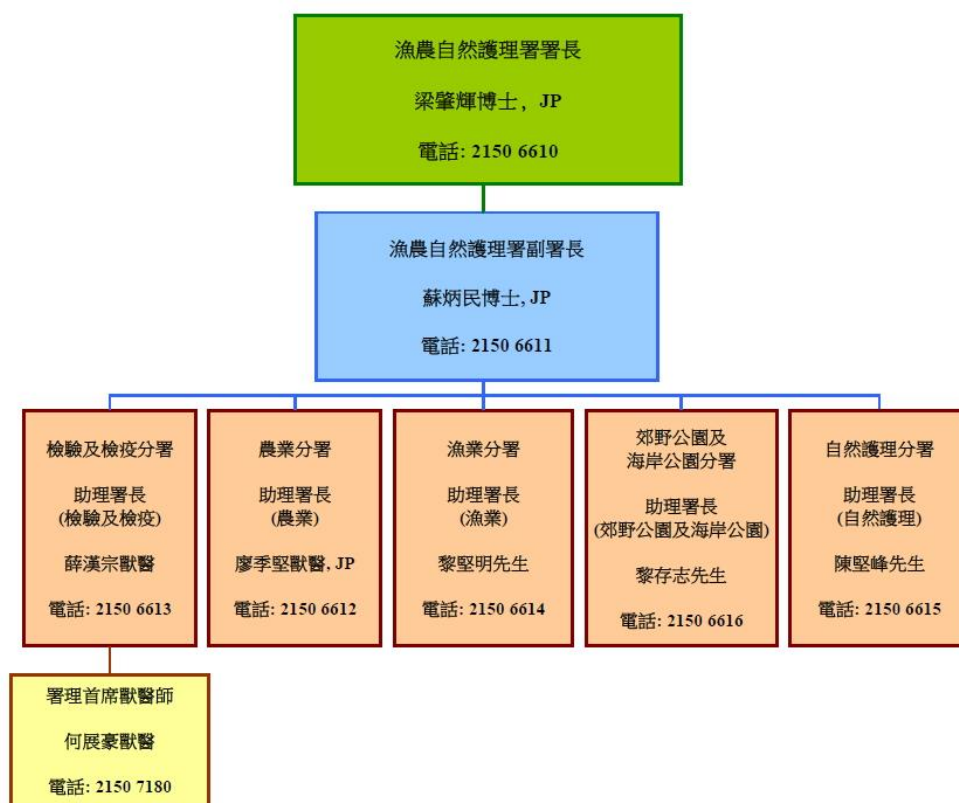 漁農自然護理署署長
梁肇輝博士, JP
電話: 2150 6610
漁農自然護理署副署長
蘇炳民博士, JP
電話: 2150 6611
檢驗及檢疫分署
助理署長
(檢驗及檢疫)
薛漢宗獸醫
電話: 2150 6613
農業分署
助理署長
(農業)
廖季堅獸醫, JP
電話: 2150 6612
漁業分署
助理署長
(漁業)
黎堅明先生
電話: 2150 6614
郊野公園及
海岸公園分署
助理署長
(郊野公園及海岸公園)
黎存志先生
電話: 2150 6616
自然護理分署
助理署長
(自然護理)
陳堅峰先生
電話: 2150 6615
署理首席獸醫師
何展豪獸醫
電話: 2150 7180